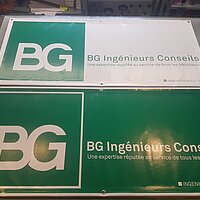 BG
BG Ingénieurs Conseils
Une expertise réputée au service de tous les bâtisseurs
BG
BG Ingénieurs Cons
Une expertise réputée au service de tous les
INGÉN